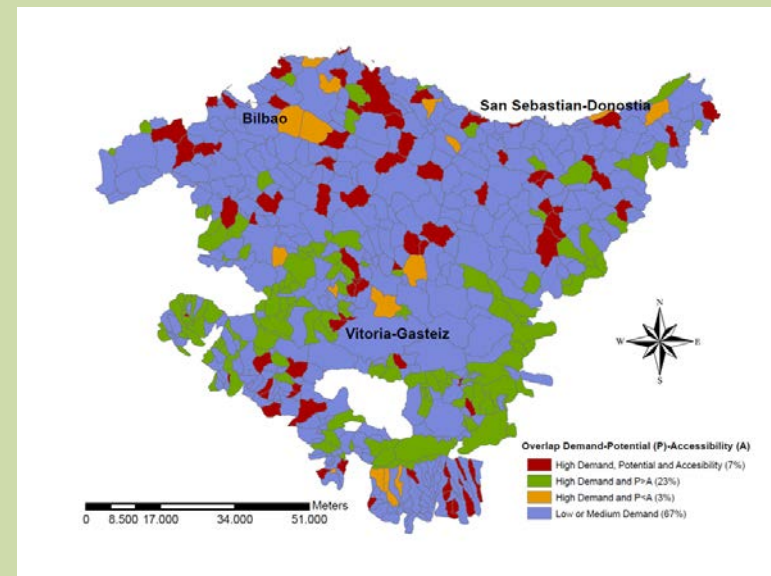 San Sebastian-Donostia
Bilbao
Vitoria-Gasteiz
N
W E
S
Overlap Demand-Potential (P)-Accessibility (A)
High Demand, Potential and Accesibility (7%)
High Demand and P>A (23%)
High Demand and P<A (3%)
Low or Medium Demand (67%)
Meters
0 8.500 17.000 34.000 51.000